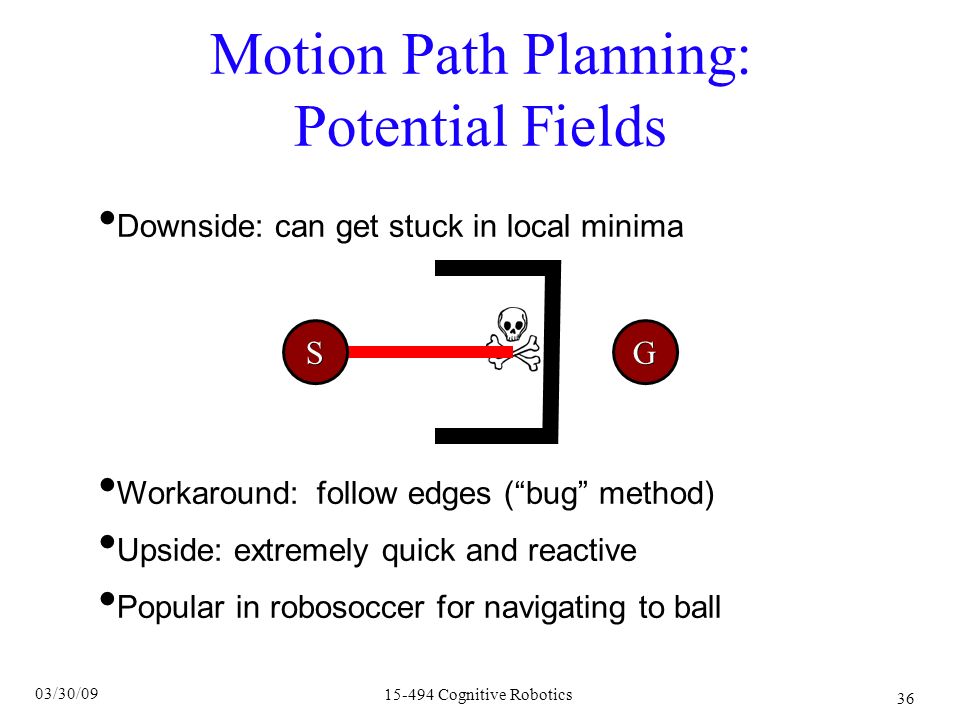 Motion Path Planning:
Potential Fields
• Downside: can get stuck in local minima
S
G
• Workaround:  follow edges (“bug” method)
• Upside: extremely quick and reactive
• Popular in robosoccer for navigating to ball
03/30/09
15-494 Cognitive Robotics
36